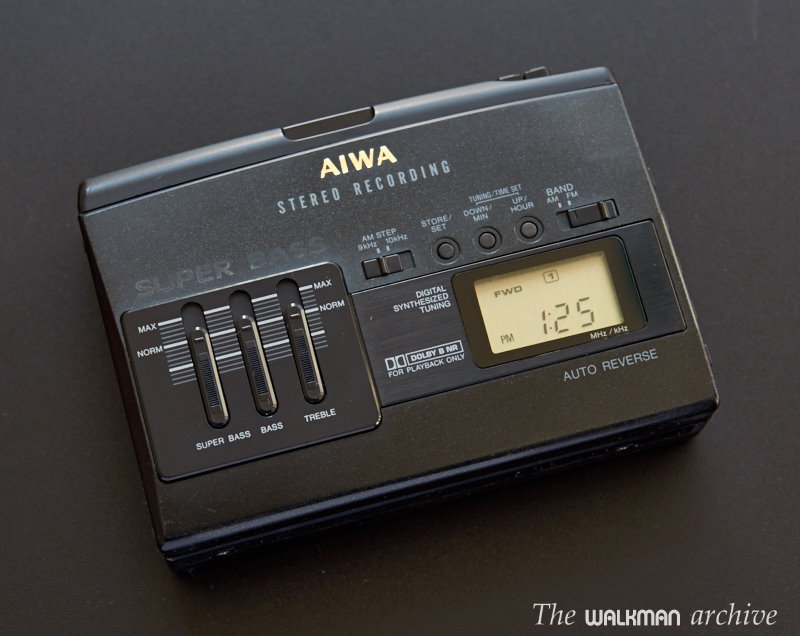 AIWA
STEREO RECORDING
TUNING/TIME SET
STORE/
SET
DOWN/
MIN
UP/
HOUR
BAND
AM FM
AM STEP
9kHz 10kHz
SUPER BASS
MAX
NORM
MAX
NORM
SUPER BASS
BASS
TREBLE
DIGITAL
SYNTHESIZED
TUNING
DOLBY B NR
FOR PLAYBACK ONLY
FWD
1
PM
1:25
MHz / kHz
AUTO REVERSE
The WALKMAN archive